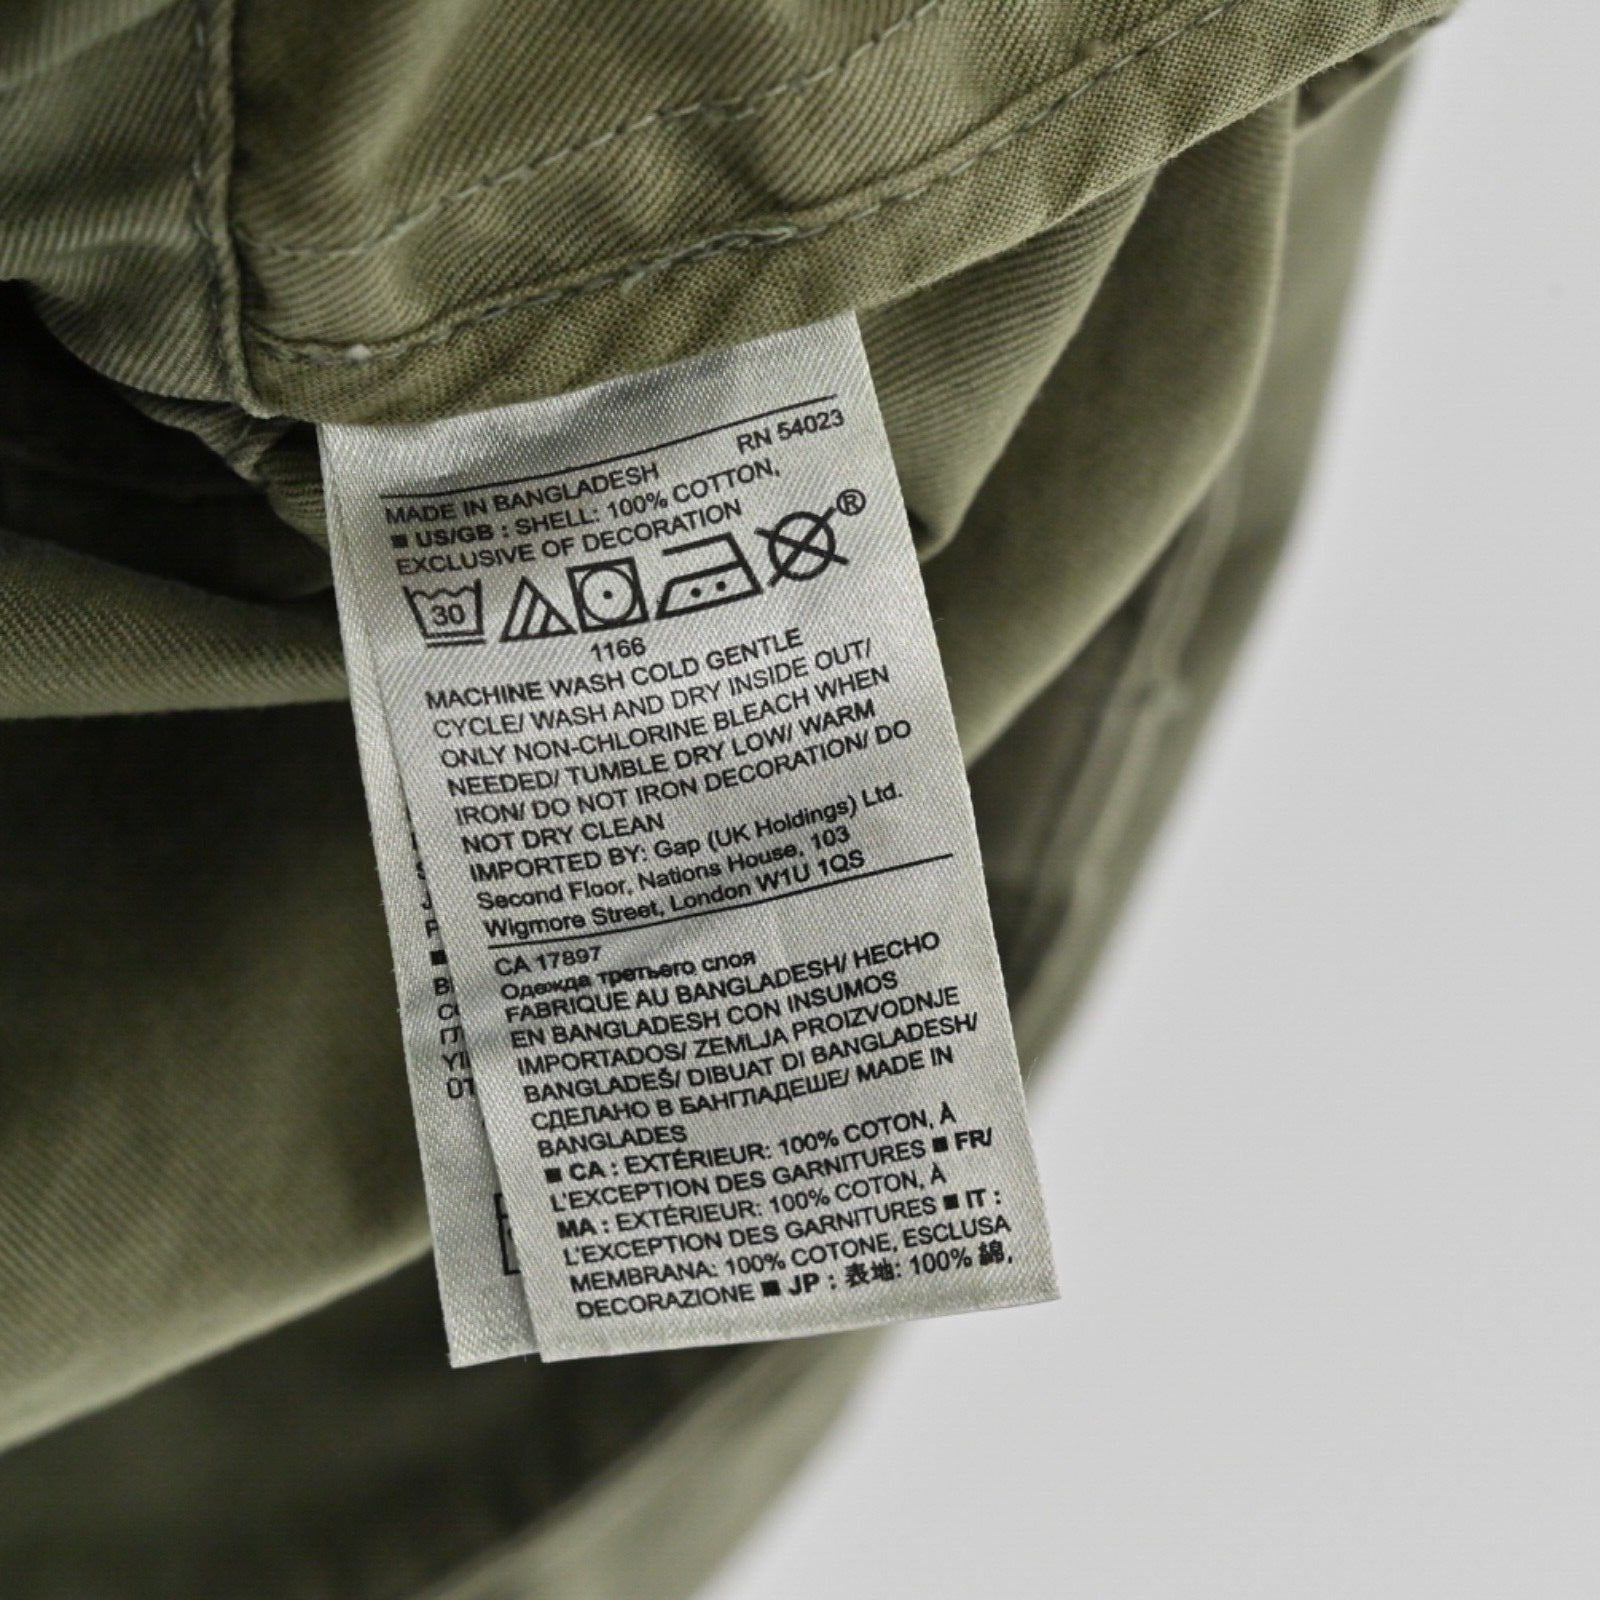 RN 54023
MADE IN BANGLADESH
■ US/GB : SHELL: 100% COTTON,
EXCLUSIVE OF DECORATION
30
®
1166
MACHINE WASH COLD GENTLE
CYCLE/ WASH AND DRY INSIDE OUT/
ONLY NON-CHLORINE BLEACH WHEN
NEEDED/ TUMBLE DRY LOW/ WARM
IRON/ DO NOT IRON DECORATION/ DO
NOT DRY CLEAN
IMPORTED BY: Gap (UK Holdings) Ltd.
Second Floor, Nations House, 103
Wigmore Street, London W1U 1QS
CA 17897
Одежда третьего слоя
FABRIQUE AU BANGLADESH/ HECHO
EN BANGLADESH CON INSUMOS
IMPORTADOS/ ZEMLJA PROIZVODNJE
BANGLADEŠ/ DIBUAT DI BANGLADESH/
СДЕЛАНО В БАНГЛАДЕШЕ/ MADE IN
BANGLADES
■ CA : EXTÉRIEUR: 100% COTON, À
L'EXCEPTION DES GARNITURES ■ FR/
MA : EXTÉRIEUR: 100% COTON, À
L'EXCEPTION DES GARNITURES ■ IT :
MEMBRANA: 100% COTONE, ESCLUSA
DECORAZIONE ■ JP : 表地: 100% 綿,